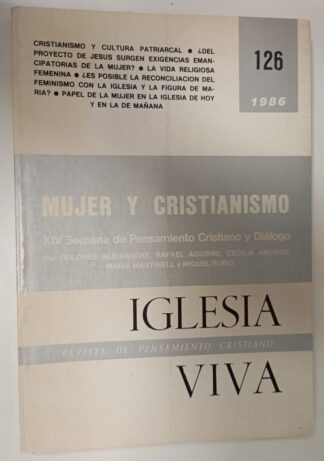 CRISTIANISMO Y CULTURA PATRIARCAL ● ¿DEL
PROYECTO DE JESUS SURGEN EXIGENCIAS EMAN-
CIPATORIAS DE LA MUJER? ● LA VIDA RELIGIOSA
FEMENINA ● ¿ES POSIBLE LA RECONCILIACION DEL
FEMINISMO CON LA IGLESIA Y LA FIGURA DE MA-
RIA? ● PAPEL DE LA MUJER EN LA IGLESIA DE HOY
Y EN LA DE MAÑANA
126
1986
MUJER Y CRISTIANISMO
XIV Semana de Pensamiento Cristiano y Diálogo
Por DOLORES ALEIXANDRE, RAFAEL AGUIRRE, CECILIA AMOROS,
MARIA MARTINELL y MIGUEL RUBIO
IGLESIA
REVISTA DE PENSAMIENTO CRISTIANO
VIVA